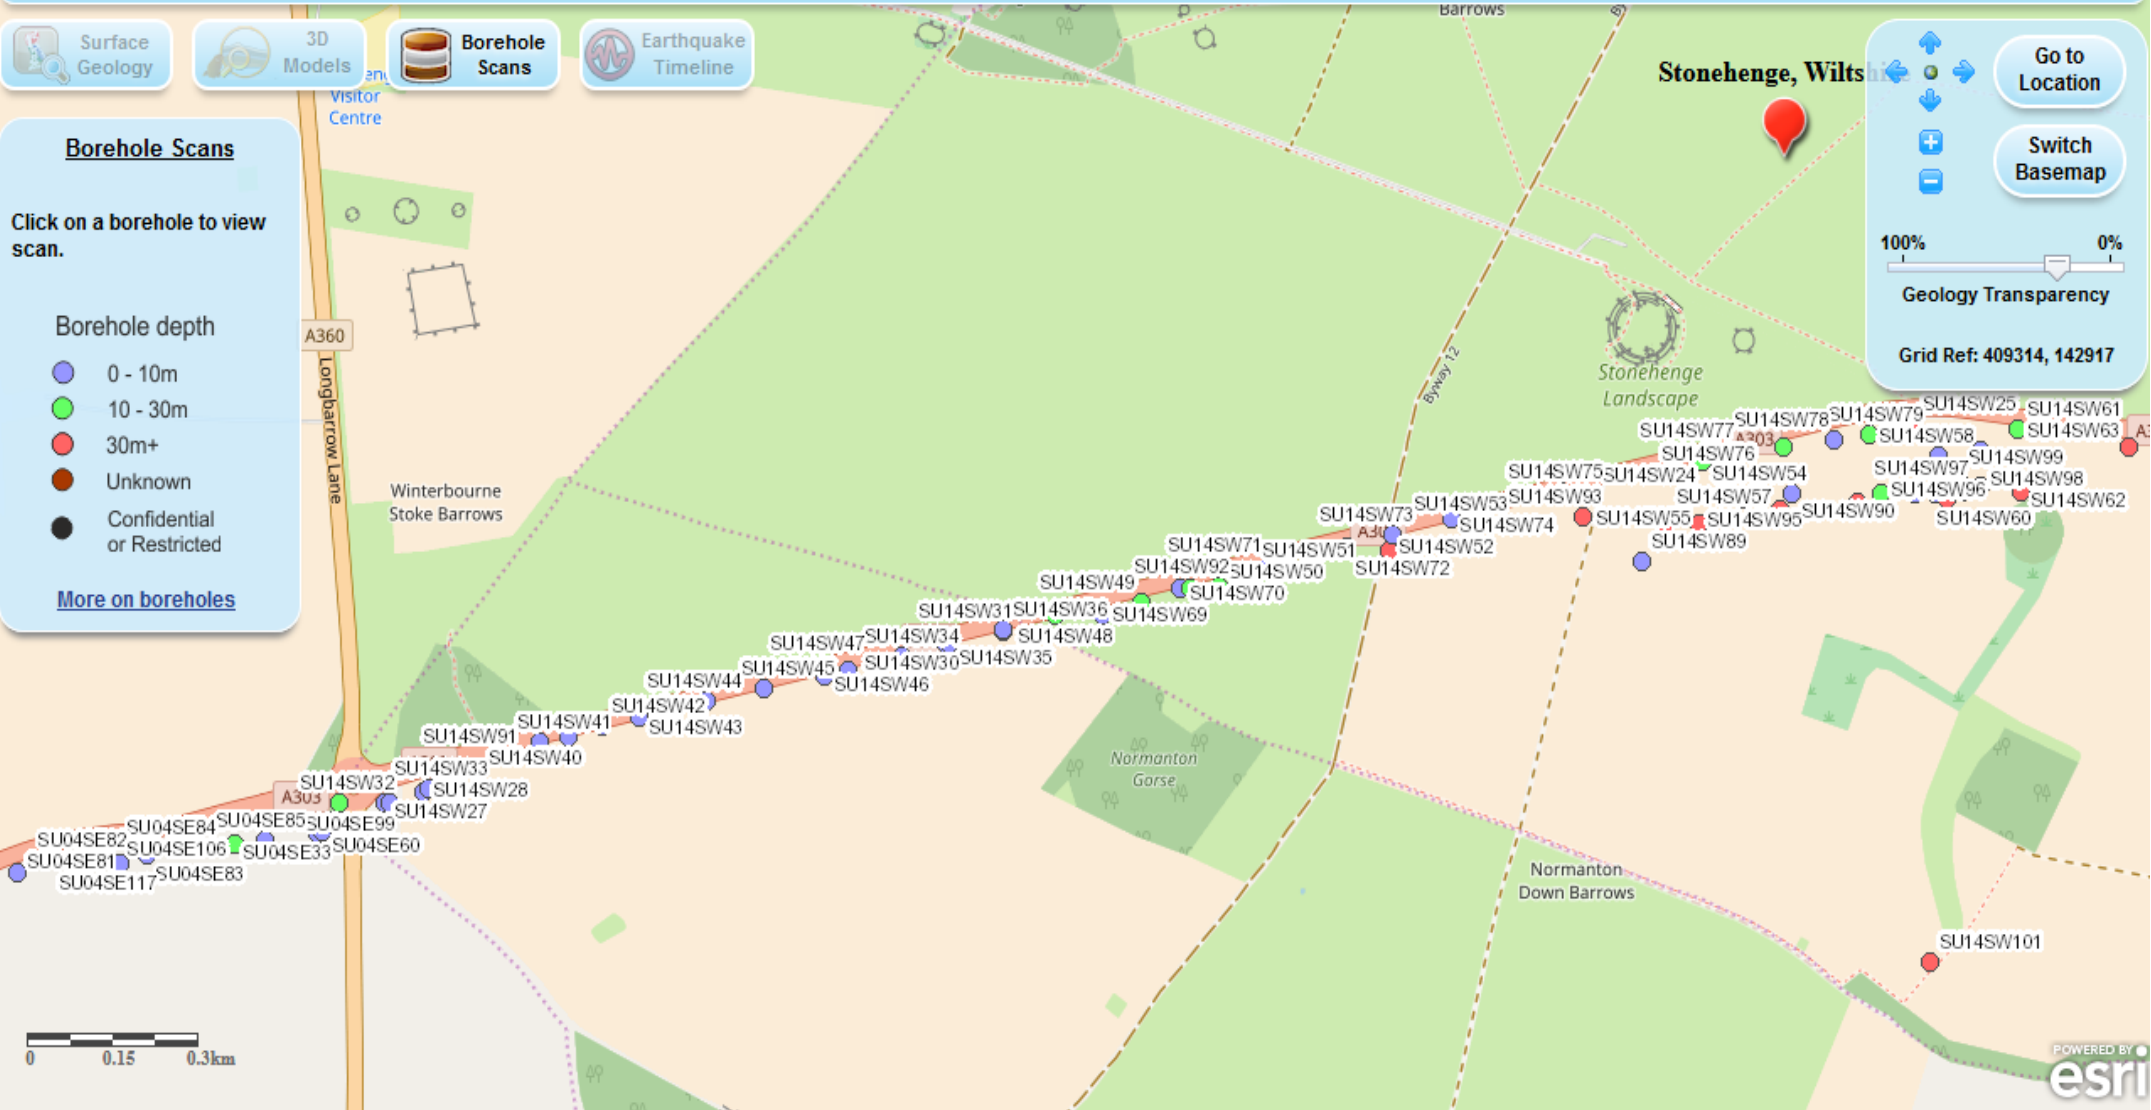 Surface
Geology
3D
Models
Borehole
Scans
Earthquake
Timeline
Visitor
Centre
Barrows
Stonehenge, Wilts
Go to
Location
Switch
Basemap
100%
0%
Geology Transparency
Grid Ref: 409314, 142917
Borehole Scans
Click on a borehole to view
scan.
Borehole depth
0 - 10m
10 - 30m
30m+
Unknown
Confidential
or Restricted
More on boreholes
A360
Longbarrow Lane
Winterbourne
Stoke Barrows
Byway 12
Stonehenge
Landscape
SU14SW25
SU14SW61
SU14SW79
SU14SW78
SU14SW77
A303
SU14SW58
SU14SW63
SU14SW76
SU14SW99
SU14SW75
SU14SW24
SU14SW54
SU14SW97
SU14SW98
SU14SW93
SU14SW57
SU14SW96
SU14SW62
SU14SW53
SU14SW73
SU14SW74
SU14SW55
SU14SW95
SU14SW90
SU14SW60
SU14SW89
SU14SW71
SU14SW51
SU14SW52
SU14SW72
SU14SW92
SU14SW50
SU14SW49
SU14SW70
SU14SW31
SU14SW36
SU14SW69
SU14SW47
SU14SW34
SU14SW48
SU14SW45
SU14SW30
SU14SW35
SU14SW44
SU14SW46
SU14SW42
SU14SW41
SU14SW43
SU14SW91
SU14SW40
SU14SW33
SU14SW32
SU14SW28
A303
SU14SW27
SU04SE84
SU04SE85
SU04SE99
SU04SE82
SU04SE106
SU04SE33
SU04SE60
SU04SE81
SU04SE83
SU04SE117
Normanton
Gorse
Normanton
Down Barrows
SU14SW101
0
0.15
0.3km
POWERED BY
esri